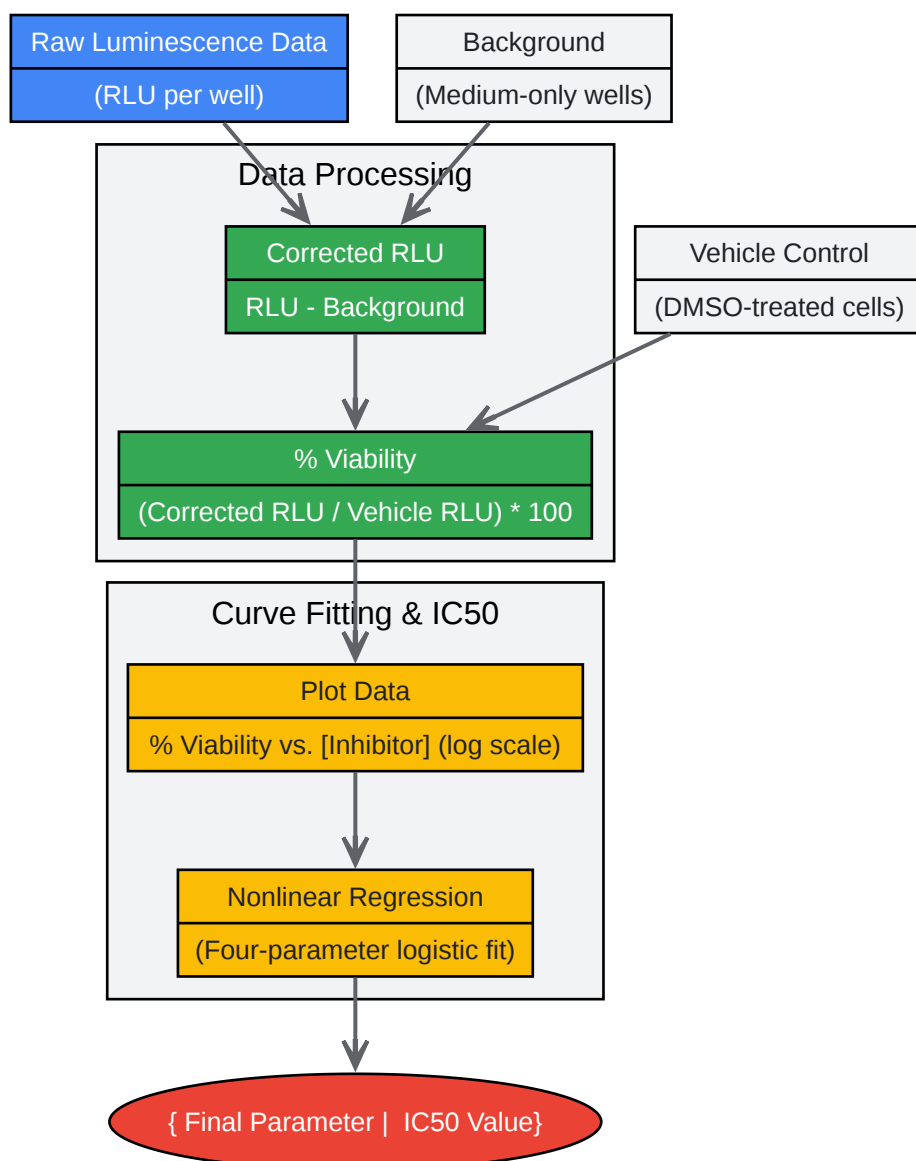 Raw Luminescence Data
(RLU per well)
Background
(Medium-only wells)
Data Processing
Corrected RLU
RLU - Background
Vehicle Control
(DMSO-treated cells)
% Viability
(Corrected RLU / Vehicle RLU) * 100
Curve Fitting & IC50
Plot Data
% Viability vs. [Inhibitor] (log scale)
Nonlinear Regression
(Four-parameter logistic fit)
{ Final Parameter |  IC50 Value}